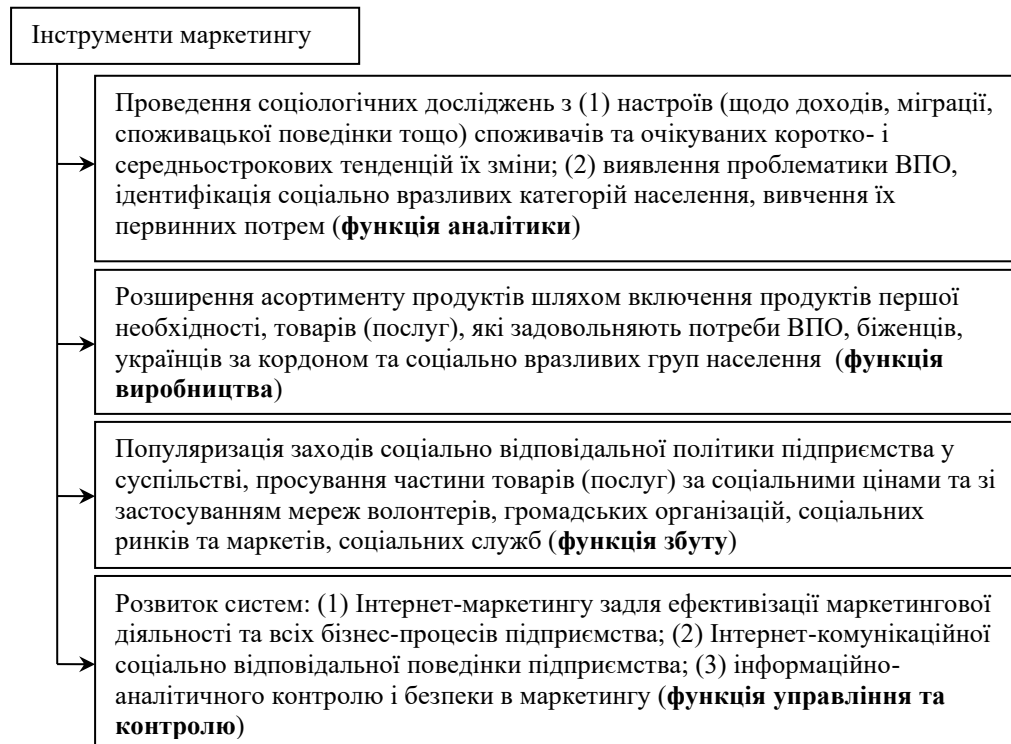 Інструменти маркетингу
Проведення соціологічних досліджень з (1) настроїв (щодо доходів, міграції,
споживацької поведінки тощо) споживачів та очікуваних коротко- і
середньострокових тенденцій їх зміни; (2) виявлення проблематики ВПО,
ідентифікація соціально вразливих категорій населення, вивчення їх
первинних потрем (функція аналітики)
Розширення асортименту продуктів шляхом включення продуктів першої
необхідності, товарів (послуг), які задовольняють потреби ВПО, біженців,
українців за кордоном та соціально вразливих груп населення (функція
виробництва)
Популяризація заходів соціально відповідальної політики підприємства у
суспільстві, просування частини товарів (послуг) за соціальними цінами та зі
застосуванням мереж волонтерів, громадських організацій, соціальних
ринків та маркетів, соціальних служб (функція збуту)
Розвиток систем: (1) Інтернет-маркетингу задля ефективізації маркетингової
діяльності та всіх бізнес-процесів підприємства; (2) Інтернет-комунікаційної
соціально відповідальної поведінки підприємства; (3) інформаційно-
аналітичного контролю і безпеки в маркетингу (функція управління та
контролю)